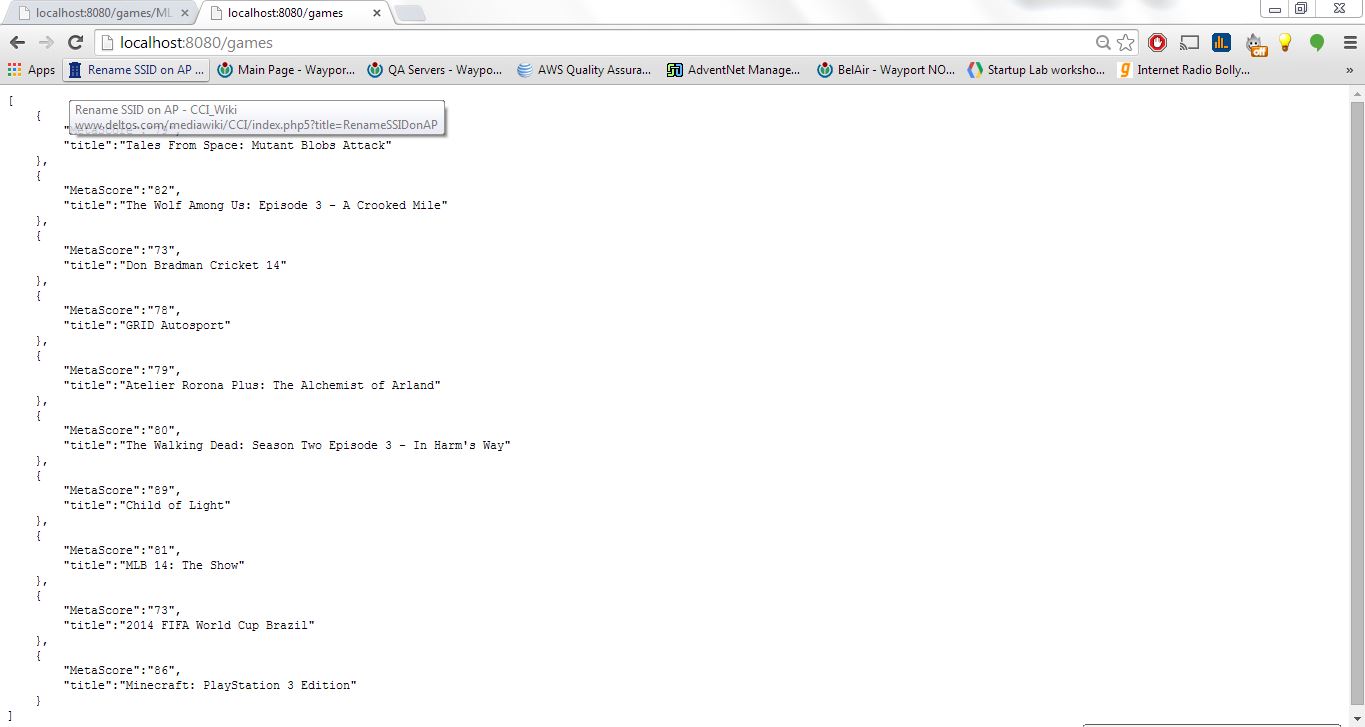 localhost:8080/games/ML
localhost:8080/games
localhost:8080/games
Apps
Rename SSID on AP ...
Main Page - Waypor...
QA Servers - Waypo...
AWS Quality Assura...
AdventNet Manage...
BelAir - Wayport NO...
Startup Lab worksho...
Internet Radio Bolly...
»
off
[
{
Rename SSID on AP - CCI_Wiki
www.deltos.com/mediawiki/CCI/index.php5?title=RenameSSIDonAP
"title":"Tales From Space: Mutant Blobs Attack"
},
{
"MetaScore":"82",
"title":"The Wolf Among Us: Episode 3 - A Crooked Mile"
},
{
"MetaScore":"73",
"title":"Don Bradman Cricket 14"
},
{
"MetaScore":"78",
"title":"GRID Autosport"
},
{
"MetaScore":"79",
"title":"Atelier Rorona Plus: The Alchemist of Arland"
},
{
"MetaScore":"80",
"title":"The Walking Dead: Season Two Episode 3 - In Harm's Way"
},
{
"MetaScore":"89",
"title":"Child of Light"
},
{
"MetaScore":"81",
"title":"MLB 14: The Show"
},
{
"MetaScore":"73",
"title":"2014 FIFA World Cup Brazil"
},
{
"MetaScore":"86",
"title":"Minecraft: PlayStation 3 Edition"
}
]